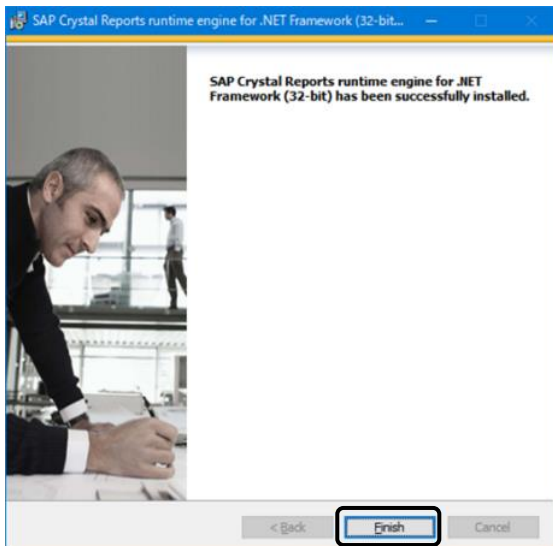 SAP Crystal Reports runtime engine for .NET Framework (32-bit...
SAP Crystal Reports runtime engine for .NET
Framework (32-bit) has been successfully installed.
< Back Finish Cancel